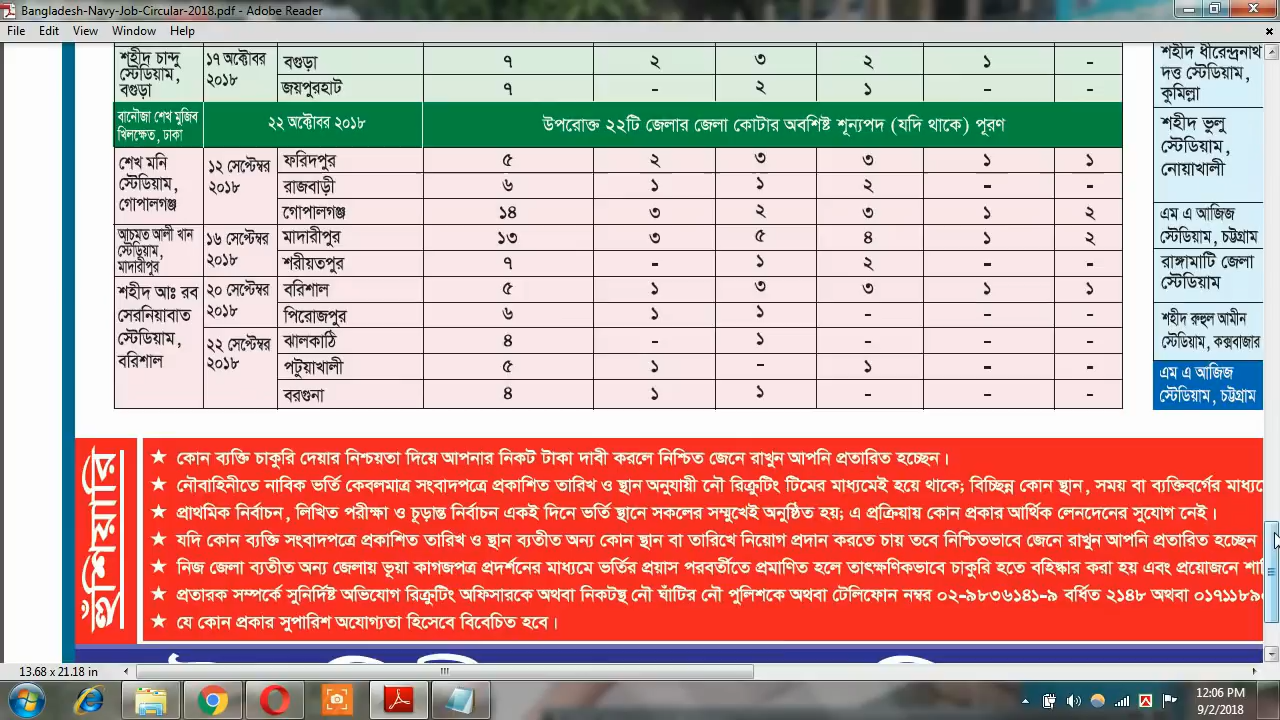 Bangladesh-Navy-Job-Circular-2018.pdf - Adobe Reader
File Edit View Window Help
শহীদ চান্দু
স্টেডিয়াম,
বগুড়া
১৭ অক্টোবর
২০১৮
বগুড়া ৭ ২ ৩ ২ ১ -
জয়পুরহাট ৭ - ২ ১ - -
বানৌজা শেখ মুজিব
খিলক্ষেত, ঢাকা
২২ অক্টোবর ২০১৮
উপরোক্ত ২২টি জেলার জেলা কোটার অবশিষ্ট শূন্যপদ (যদি থাকে) পূরণ
শেখ মনি
স্টেডিয়াম,
গোপালগঞ্জ
১২ সেপ্টেম্বর
২০১৮
ফরিদপুর ৫ ২ ৩ ৩ ১ ১
রাজবাড়ী ৬ ১ ১ ২ - -
গোপালগঞ্জ ১৪ ৩ ২ ৩ ১ ২
আচমত আলী খান
স্টেডিয়াম,
মাদারীপুর
১৬ সেপ্টেম্বর
২০১৮
মাদারীপুর ১৩ ৩ ৫ ৪ ১ ২
শরীয়তপুর ৭ - ১ ২ - -
শহীদ আঃ রব
সেরনিয়াবাত
স্টেডিয়াম,
বরিশাল
২০ সেপ্টেম্বর
২০১৮
বরিশাল ৫ ১ ৩ ৩ ১ ১
পিরোজপুর ৬ ১ ১ - - -
২২ সেপ্টেম্বর
২০১৮
ঝালকাঠি ৪ - ১ - - -
পটুয়াখালী ৫ ১ - ১ - -
বরগুনা ৪ ১ ১ - - -
শহীদ ধীরেন্দ্রনাথ
দত্ত স্টেডিয়াম,
কুমিল্লা
শহীদ ভুলু
স্টেডিয়াম,
নোয়াখালী
এম এ আজিজ
স্টেডিয়াম, চট্টগ্রাম
রাঙ্গামাটি জেলা
স্টেডিয়াম
শহীদ রুহুল আমীন
স্টেডিয়াম, কক্সবাজার
এম এ আজিজ
স্টেডিয়াম, চট্টগ্রাম
হুঁশিয়ারি
★ কোন ব্যক্তি চাকুরি দেয়ার নিশ্চয়তা দিয়ে আপনার নিকট টাকা দাবী করলে নিশ্চিত জেনে রাখুন আপনি প্রতারিত হচ্ছেন।
★ নৌবাহিনীতে নাবিক ভর্তি কেবলমাত্র সংবাদপত্রে প্রকাশিত তারিখ ও স্থান অনুযায়ী নৌ রিক্রুটিং টিমের মাধ্যমেই হয়ে থাকে; বিচ্ছিন্ন কোন স্থান, সময় বা ব্যক্তিবর্গের মাধ্যমে
★ প্রাথমিক নির্বাচন, লিখিত পরীক্ষা ও চূড়ান্ত নির্বাচন একই দিনে ভর্তি স্থানে সকলের সম্মুখেই অনুষ্ঠিত হয়; এ প্রক্রিয়ায় কোন প্রকার আর্থিক লেনদেনের সুযোগ নেই।
★ যদি কোন ব্যক্তি সংবাদপত্রে প্রকাশিত তারিখ ও স্থান ব্যতীত অন্য কোন স্থান বা তারিখে নিয়োগ প্রদান করতে চায় তবে নিশ্চিতভাবে জেনে রাখুন আপনি প্রতারিত হচ্ছেন
★ নিজ জেলা ব্যতীত অন্য জেলায় ভূয়া কাগজপত্র প্রদর্শনের মাধ্যমে ভর্তির প্রয়াস পরবর্তীতে প্রমাণিত হলে তাৎক্ষণিকভাবে চাকুরি হতে বহিষ্কার করা হয় এবং প্রয়োজনে
★ প্রতারক সম্পর্কে সুনির্দিষ্ট অভিযোগ রিক্রুটিং অফিসারকে অথবা নিকটস্থ নৌ ঘাঁটির নৌ পুলিশকে অথবা টেলিফোন নম্বর ০২-৯৮৩৬১৪১-৯ বর্ধিত ২১৪৮ অথবা ০১৭১১৮৯
★ যে কোন প্রকার সুপারিশ অযোগ্যতা হিসেবে বিবেচিত হবে।
13.68 x 21.18 in
12:06 PM
9/2/2018